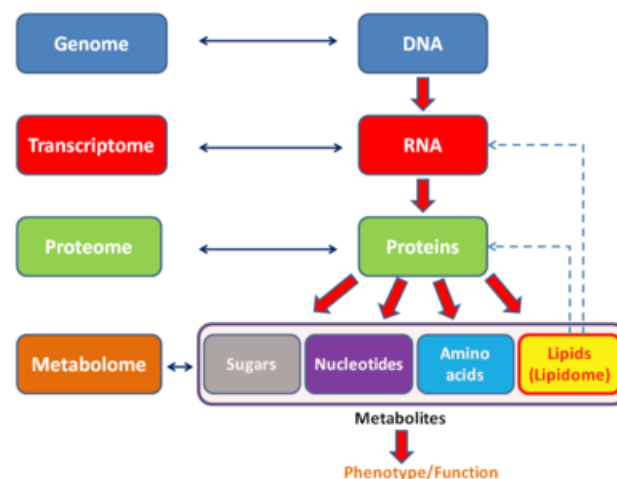 Genome
DNA
Transcriptome
RNA
Proteome
Proteins
Metabolome
Sugars
Nucleotides
Amino
acids
Lipids
(Lipidome)
Metabolites
Phenotype/Function